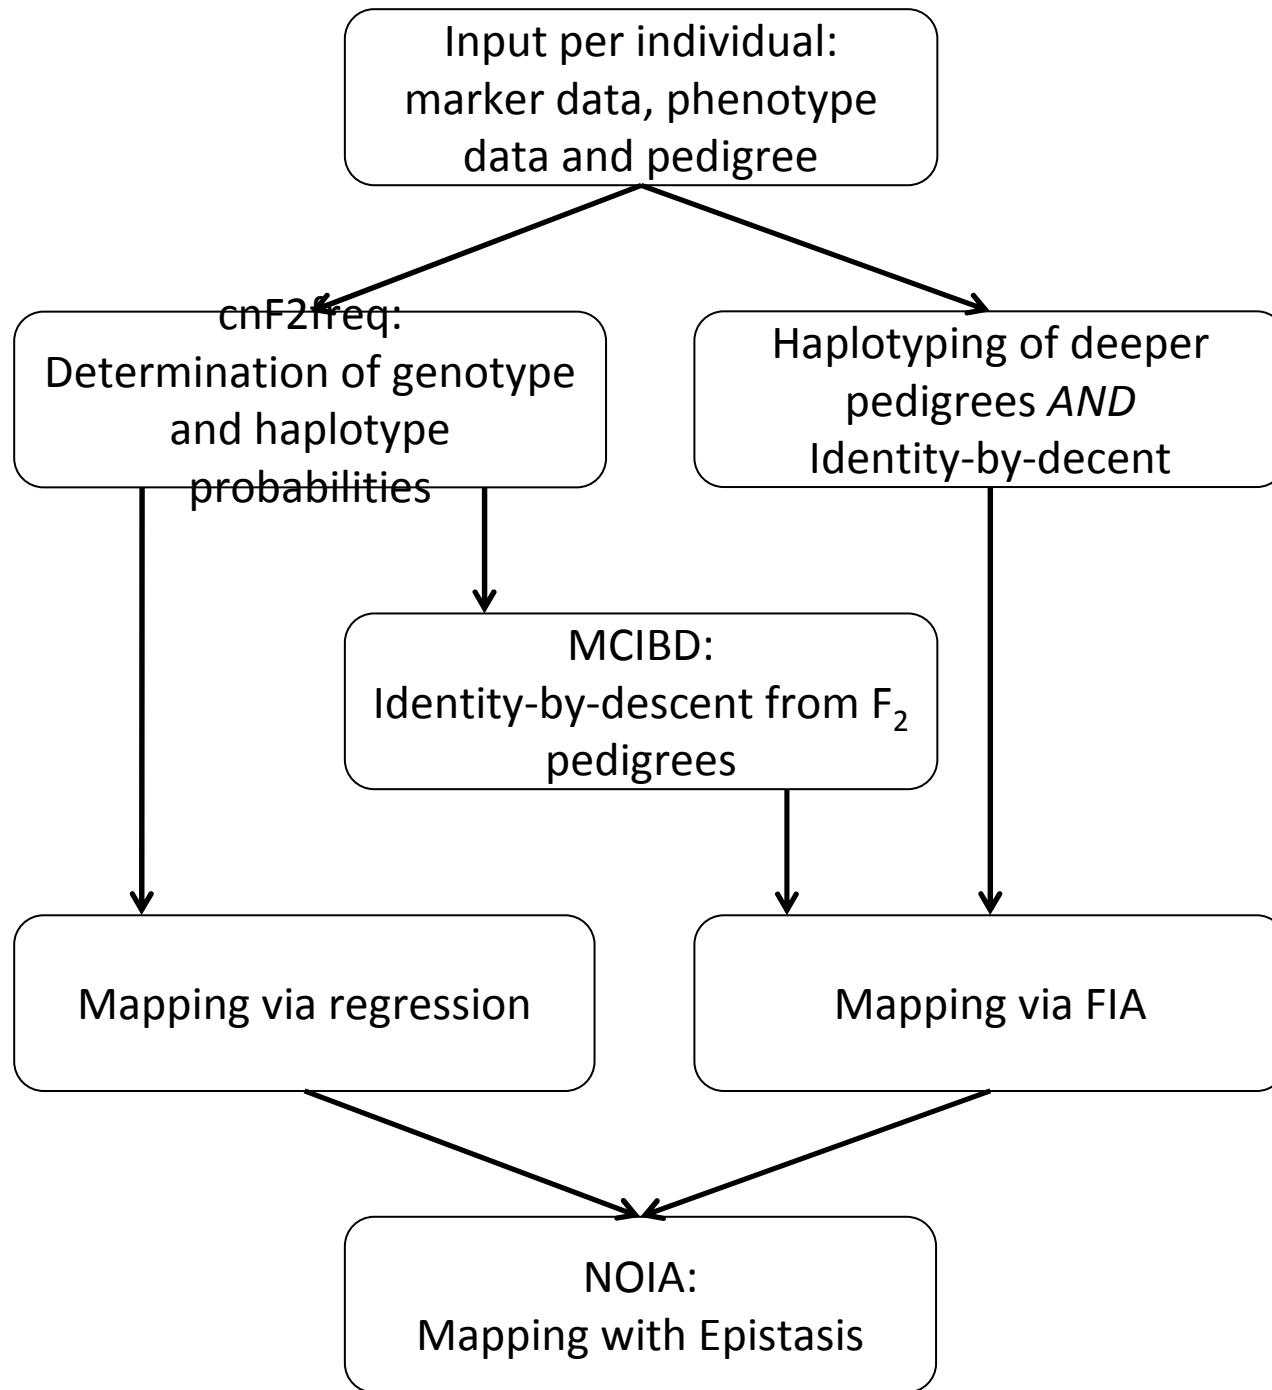 Input per individual:
marker data, phenotype
data and pedigree
cnF2freq:
Determination of genotype
and haplotype
probabilities
Haplotyping of deeper
pedigrees AND
Identity-by-decent
MCIBD:
Identity-by-descent from F₂
pedigrees
Mapping via regression
Mapping via FIA
NOIA:
Mapping with Epistasis